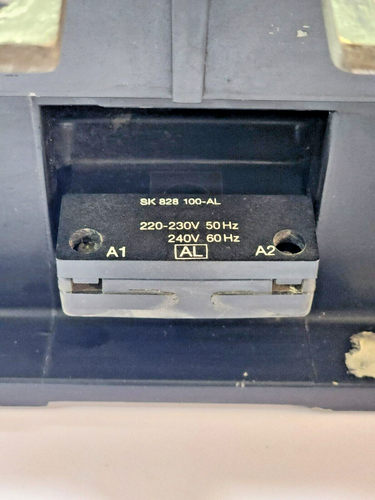 SK 828 100-AL
220-230V 50Hz
240V 60Hz
A1 AL A2